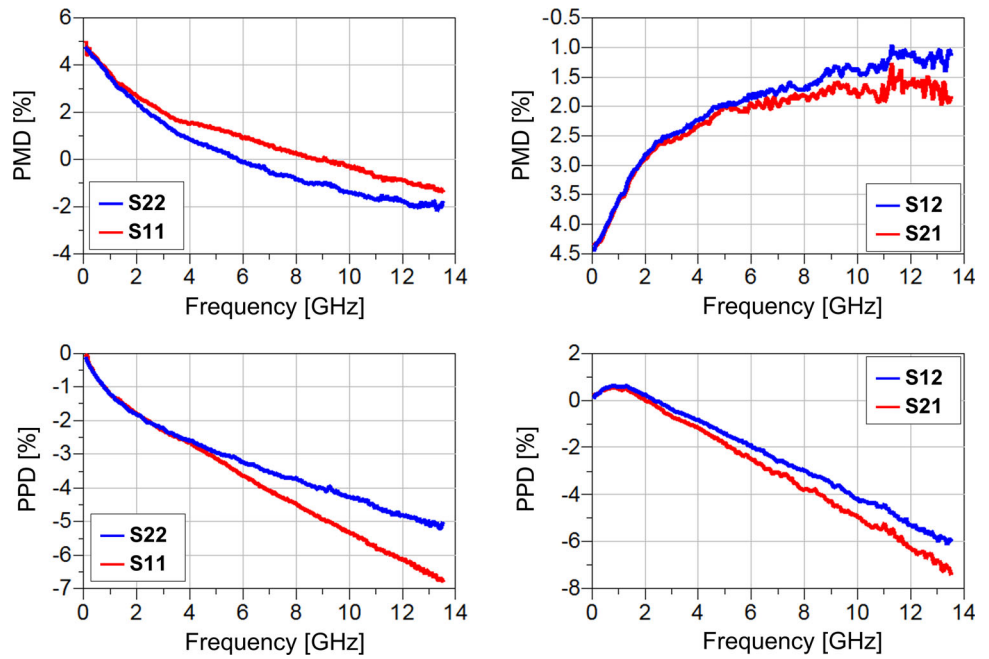 6
4
2
0
-2
-4
PMD [%]
S22
S11
0 2 4 6 8 10 12 14
Frequency [GHz]
-0.5
1.0
1.5
2.0
2.5
3.0
3.5
4.0
4.5
PMD [%]
S12
S21
0 2 4 6 8 10 12 14
Frequency [GHz]
0
-1
-2
-3
-4
-5
-6
-7
PPD [%]
S22
S11
0 2 4 6 8 10 12 14
Frequency [GHz]
2
0
-2
-4
-6
-8
PPD [%]
S12
S21
0 2 4 6 8 10 12 14
Frequency [GHz]